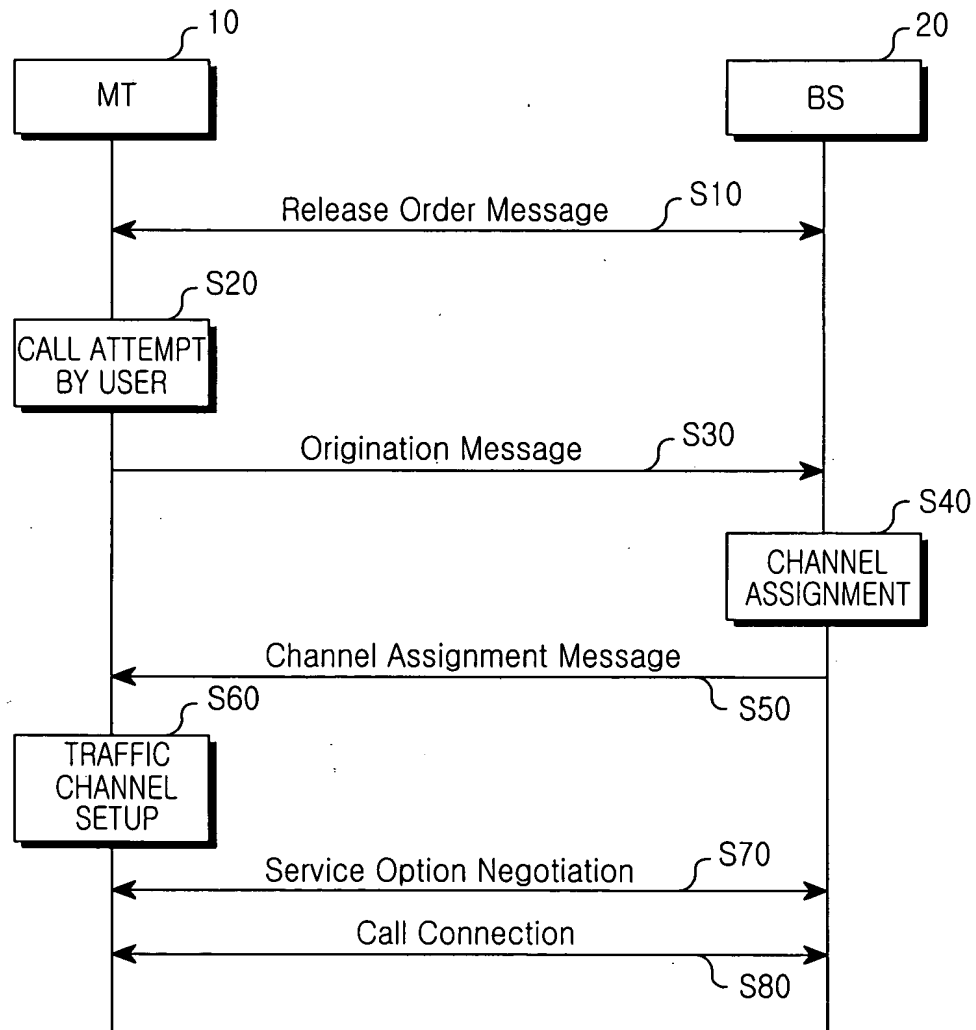 10
20
MT
BS
Release Order Message
S10
S20
CALL ATTEMPT
BY USER
Origination Message
S30
S40
CHANNEL
ASSIGNMENT
Channel Assignment Message
S50
S60
TRAFFIC
CHANNEL
SETUP
Service Option Negotiation
S70
Call Connection
S80